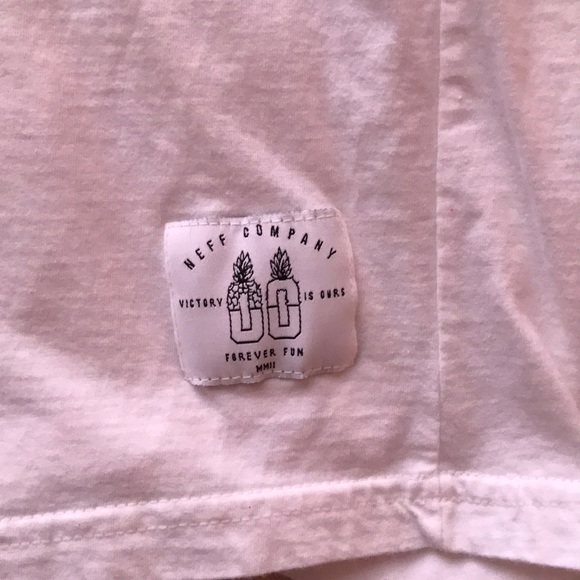 NEFF COMPANY
VICTORY IS OURS
FOREVER FUN
MMII